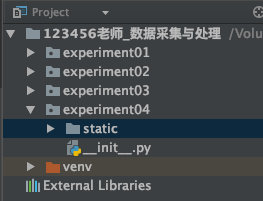 Project
123456老师_数据采集与处理 /Volu
experiment01
experiment02
experiment03
experiment04
static
__init__.py
venv
External Libraries